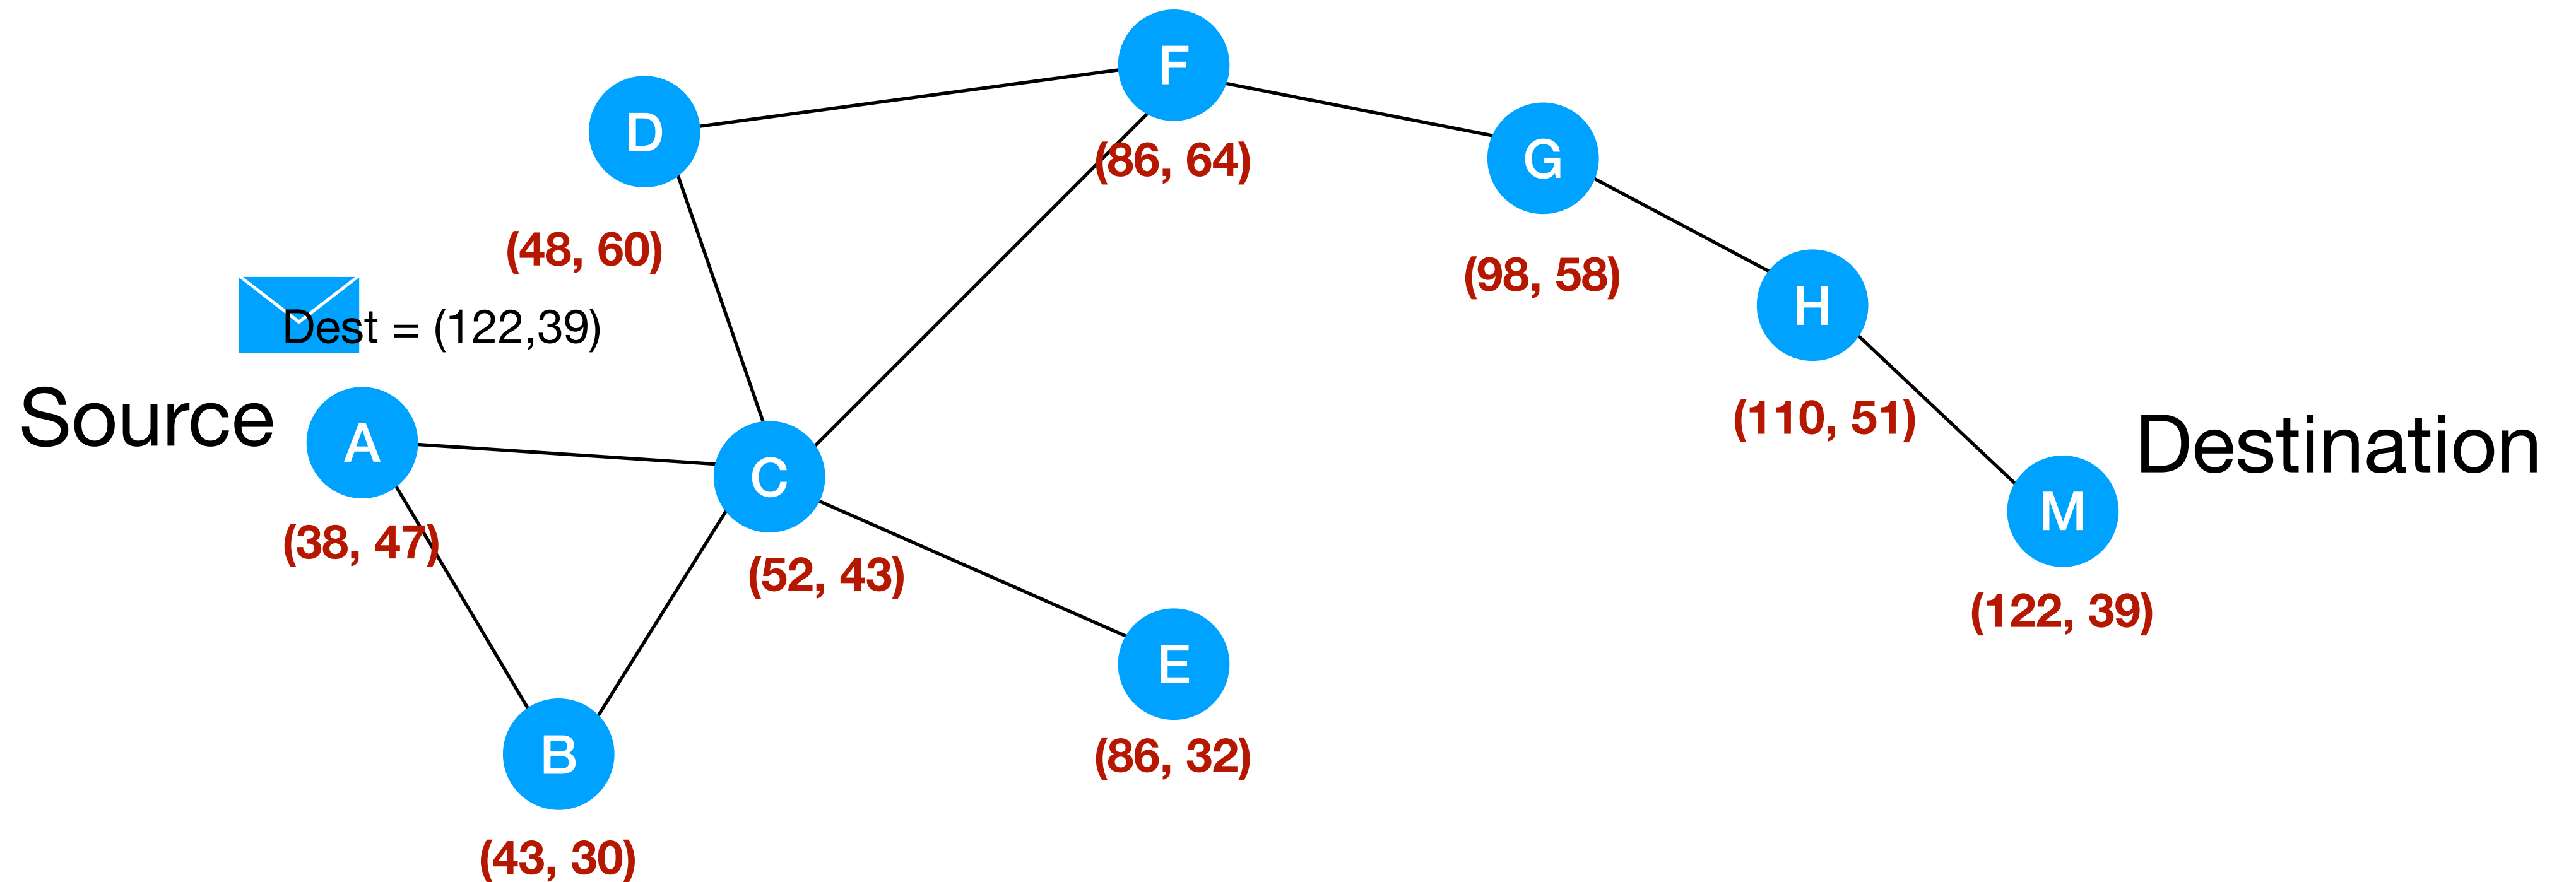 F
D
(86, 64)
G
(48, 60)
(98, 58)
H
Dest = (122,39)
Source
A
(110, 51)
Destination
C
M
(38, 47)
(52, 43)
(122, 39)
E
B
(86, 32)
(43, 30)